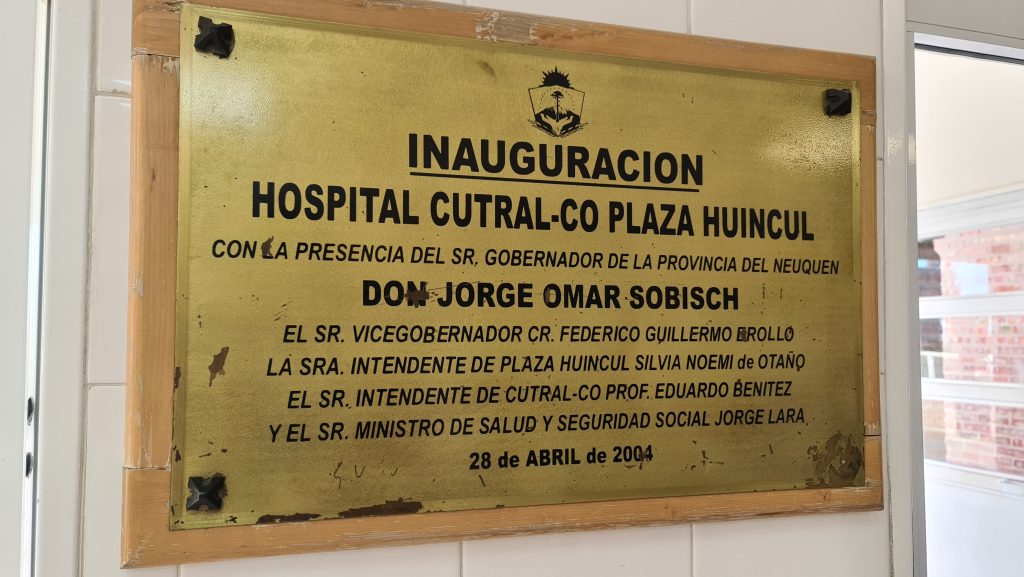 INAUGURACION
HOSPITAL CUTRAL-CO PLAZA HUINCUL
CON LA PRESENCIA DEL SR. GOBERNADOR DE LA PROVINCIA DEL NEUQUEN
DON JORGE OMAR SOBISCH
EL SR. VICEGOBERNADOR CR. FEDERICO GUILLERMO BROLLO
LA SRA. INTENDENTE DE PLAZA HUINCUL SILVIA NOEMI de OTAÑO
EL SR. INTENDENTE DE CUTRAL-CO PROF. EDUARDO BENITEZ
Y EL SR. MINISTRO DE SALUD Y SEGURIDAD SOCIAL JORGE LARA
28 de ABRIL de 2004